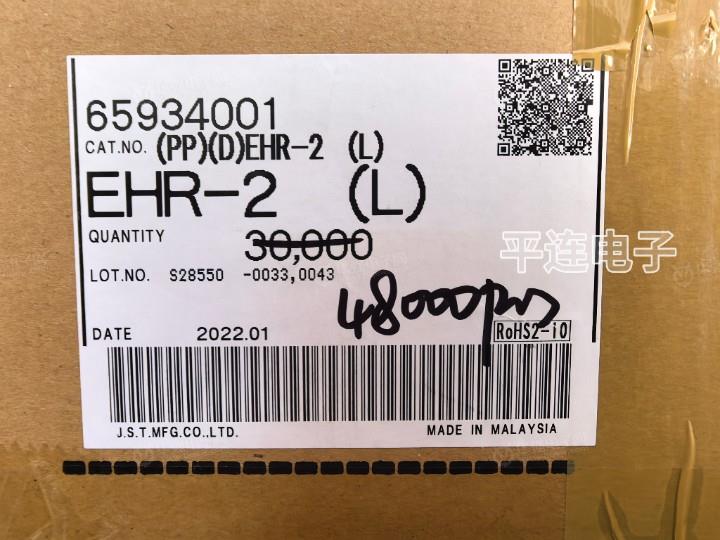 65934001
CAT.NO. (PP)(D)EHR-2 (L)
EHR-2 (L)
QUANTITY 30,000
平连电子
LOT.NO. S28550 -0033,0043
48000pcs
DATE 2022.01 RoHS2-i0
J.S.T.MFG.CO.,LTD. MADE IN MALAYSIA